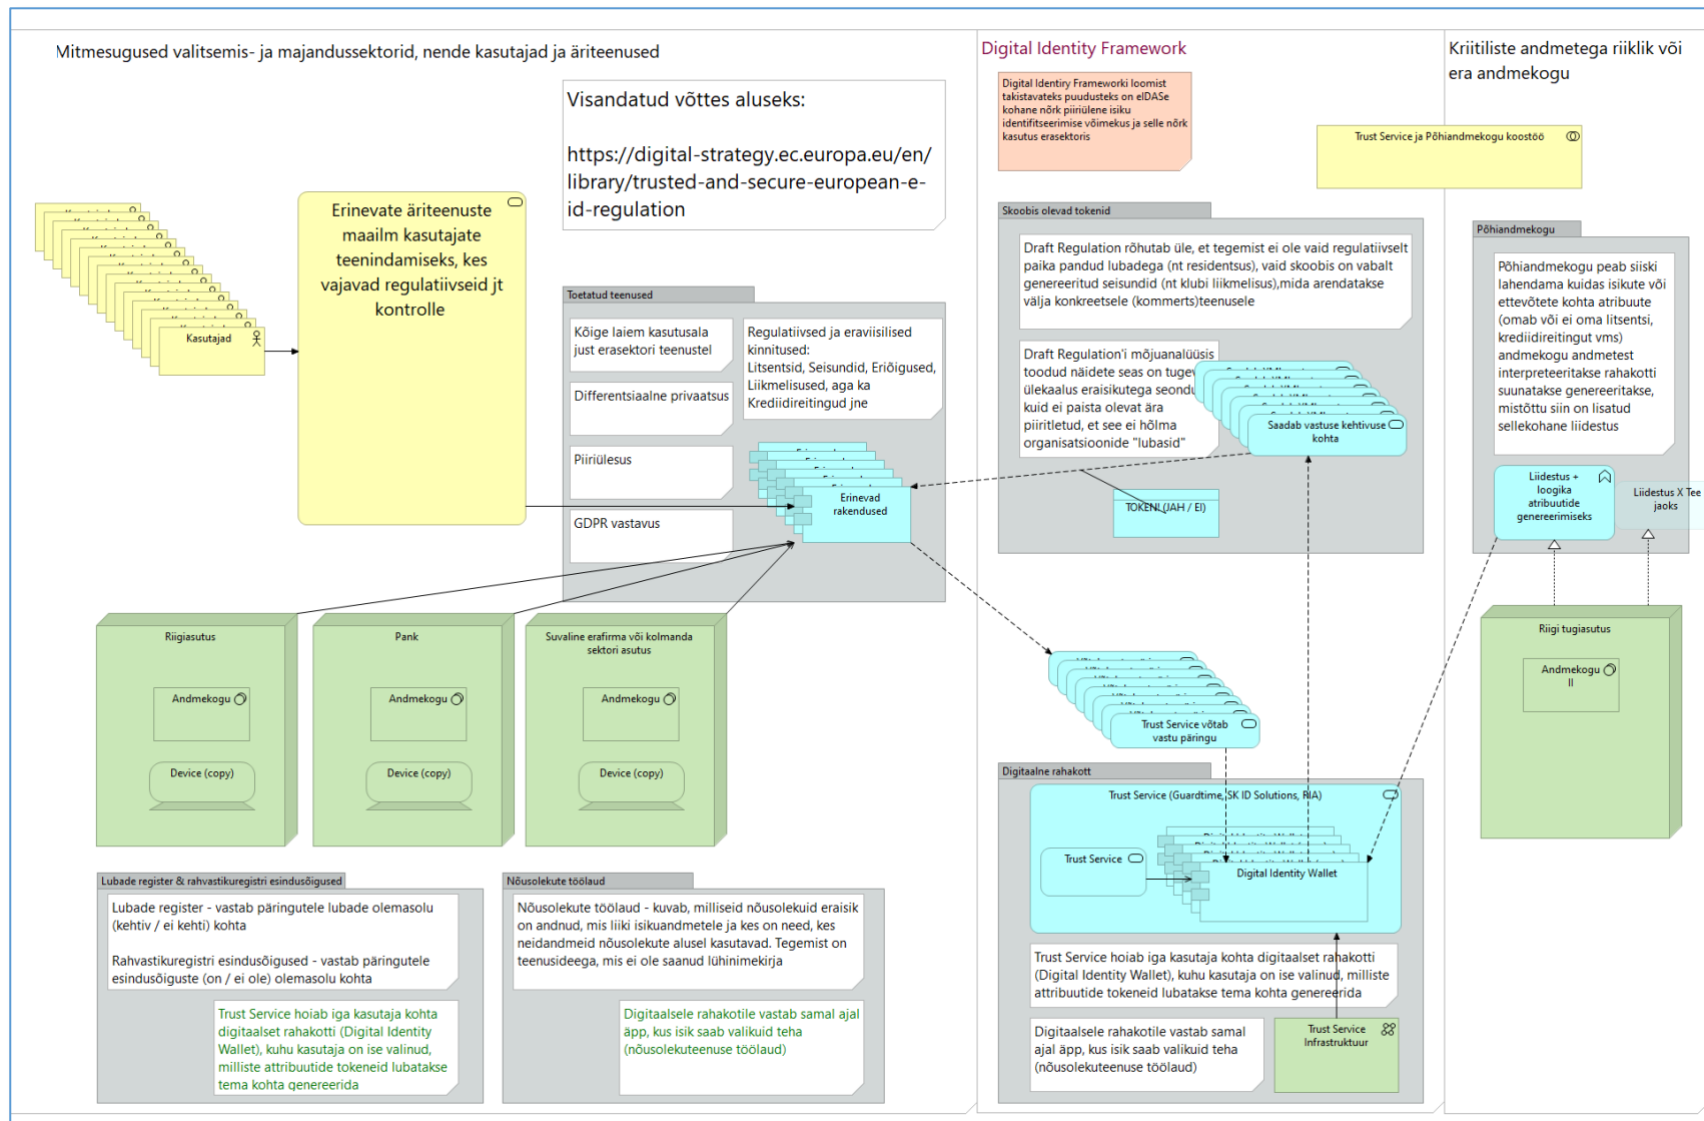 Mitmesugused valitsemis- ja majandussektorid, nende kasutajad ja äriteenused
Visandatud võttes aluseks:
https://digital-strategy.ec.europa.eu/en/
library/trusted-and-secure-european-e-
id-regulation
Kasutajad
Erinevate äriteenuste
maailm kasutajate
teenindamiseks, kes
vajavad regulatiivseid jt
kontrolle
Toetatud teenused
Kõige laiem kasutusala
just erasektori teenustel
Differentsiaalne privaatsus
Piiriülesus
GDPR vastavus
Regulatiivsed ja eraviisilised
kinnitused:
Litsentsid, Seisundid, Eriõigused,
Liikmelisused, aga ka
Krediidireitingud jne
Erinevad
rakendused
Riigiasutus
Andmekogu
Device (copy)
Pank
Andmekogu
Device (copy)
Suvaline erafirma või kolmanda
sektori asutus
Andmekogu
Device (copy)
Lubade register & rahvastikuregistri esindusõigused
Lubade register - vastab päringutele lubade olemasolu
(kehtiv / ei kehti) kohta
Rahvastikuregistri esindusõigused - vastab päringutele
esindusõiguste (on / ei ole) olemasolu kohta
Trust Service hoiab iga kasutaja kohta
digitaalset rahakotti (Digital Identity
Wallet), kuhu kasutaja on ise valinud,
milliste attribuutide tokeneid lubatakse
tema kohta genereerida
Nõusolekute töölaud
Nõusolekute töölaud - kuvab, milliseid nõusolekuid eraisik
on andnud, mis liiki isikuandmetele ja kes on need, kes
neidandmeid nõusolekute alusel kasutavad. Tegemist on
teenusideega, mis ei ole saanud lühinimekirja
Digitaalsele rahakotile vastab samal ajal
äpp, kus isik saab valikuid teha
(nõusolekuteenuse töölaud)
Digital Identity Framework
Digital Identiry Frameworki loomist
takistavateks puudusteks on eIDASe
kohane nõrk piiriülene isiku
identifitseerimise võimekus ja selle nõrk
kasutus erasektoris
Skoobis olevad tokenid
Draft Regulation rõhutab üle, et tegemist ei ole vaid regulatiivselt
paika pandud lubadega (nt residentsus), vaid skoobis on vabalt
genereeritud seisundid (nt klubi liikmelisus),mida arendatakse
välja konkreetsele (kommerts)teenusele
Draft Regulation'i mõjuanalüüsis
toodud näidete seas on tugev
ülekaalus eraisikutega seondu
kuid ei paista olevat ära
piiritletud, et see ei hõlma
organisatsioonide "lubasid"
Saadab vastuse kehtivuse
kohta
TOKENI (JAH / EI)
Trust Service võtab
vastu päringu
Digitaalne rahakott
Trust Service (Guardtime, SK ID Solutions, RIA)
Trust Service
Digital Identity Wallet
Trust Service hoiab iga kasutaja kohta digitaalset rahakotti
(Digital Identity Wallet), kuhu kasutaja on ise valinud, milliste
attribuutide tokeneid lubatakse tema kohta genereerida
Digitaalsele rahakotile vastab samal
ajal äpp, kus isik saab valikuid teha
(nõusolekuteenuse töölaud)
Trust Service
Infrastruktuur
Kriitiliste andmetega riiklik või
era andmekogu
Trust Service ja Põhiandmekogu koostöö
Põhiandmekogu
Põhiandmekogu peab siiski
lahendama kuidas isikute või
ettevõtete kohta atribuute
(omab või ei oma litsentsi,
krediidireitingut vms)
andmekogu andmetest
interpreteeritakse rahakotti
suunatakse genereeritakse,
mistõttu siin on lisatud
sellekohane liidestus
Liidestus +
loogika
atribuutide
genereerimiseks
Liidestus X Tee
jaoks
Riigi tugiasutus
Andmekogu
II